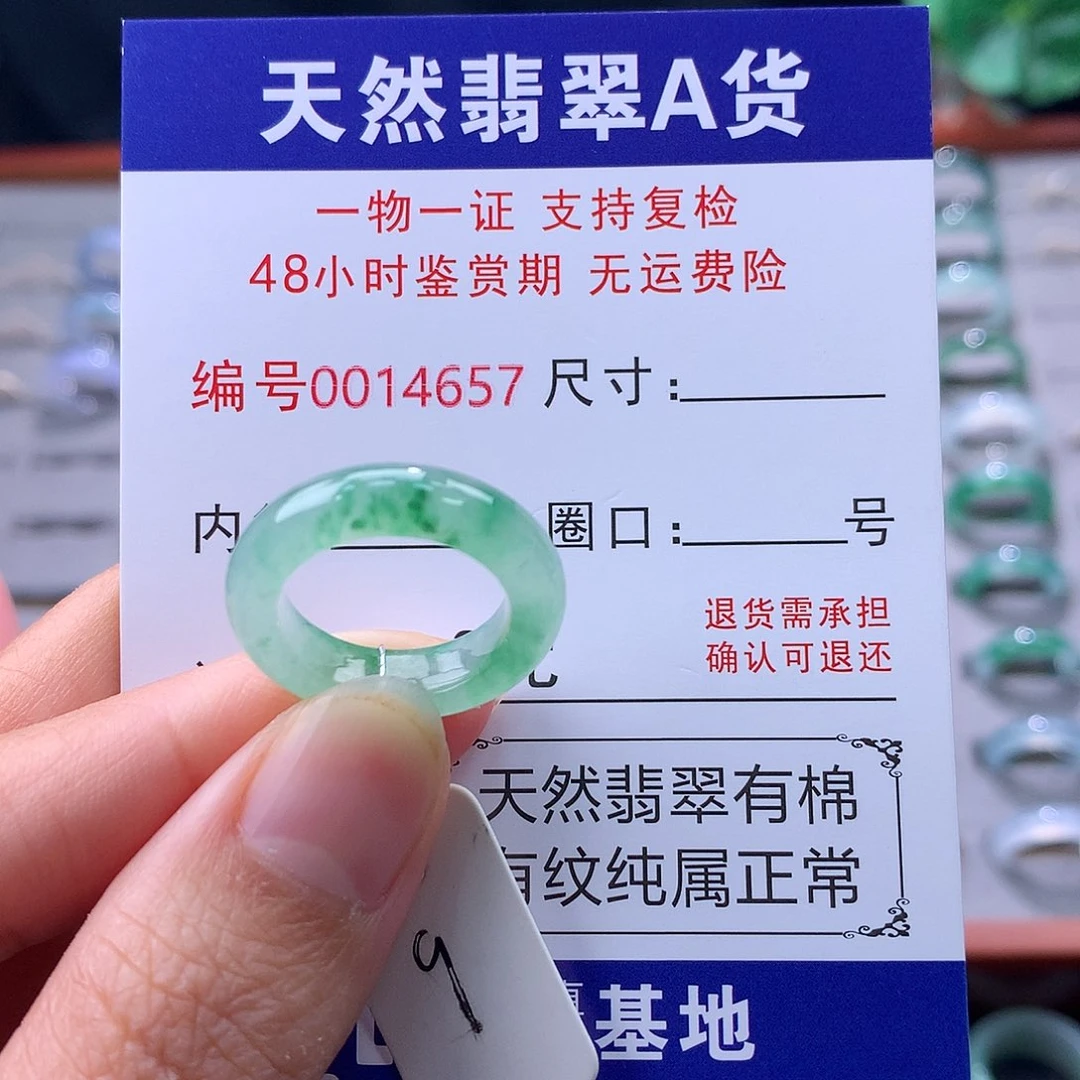 天然翡翠A货
一物一证 支持复检
48小时鉴赏期 无运费险
编号0014657 尺寸:
内 圈口: 号
退货需承担
确认可退还
天然翡翠有棉
有纹纯属正常
基地